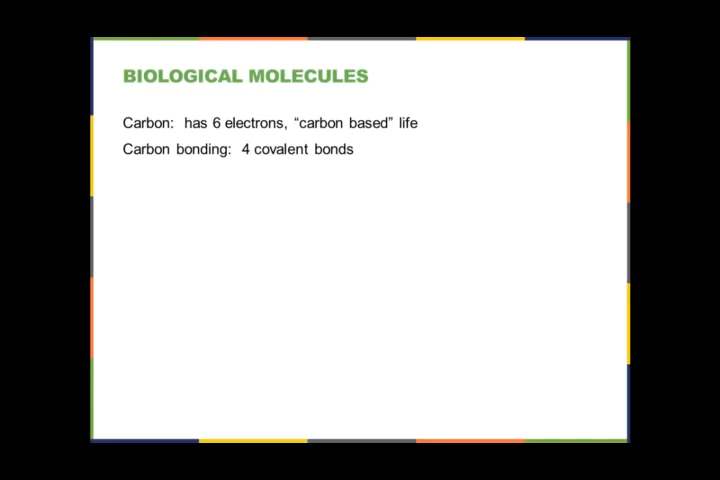 BIOLOGICAL MOLECULES
Carbon: has 6 electrons, “carbon based” life
Carbon bonding: 4 covalent bonds